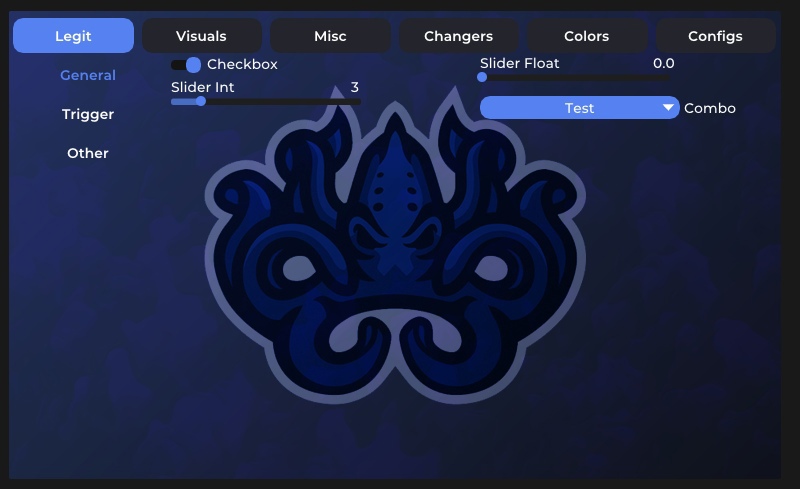 Legit Visuals Misc Changers Colors Configs
General
Trigger
Other
Checkbox
Slider Int 3
Slider Float 0.0
Test Combo